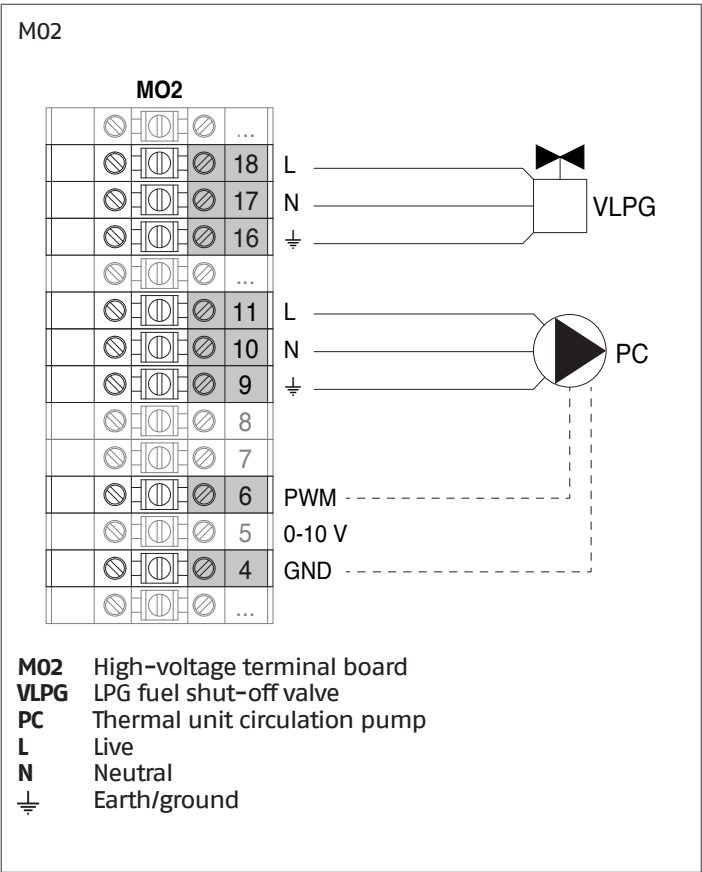 M02
MO2
...
18 L
17 N VLPG
16 ⏚
...
11 L
10 N PC
9 ⏚
8
7
6 PWM
5 0-10 V
4 GND
...
M02 High-voltage terminal board
VLPG LPG fuel shut-off valve
PC Thermal unit circulation pump
L Live
N Neutral
⏚ Earth/ground